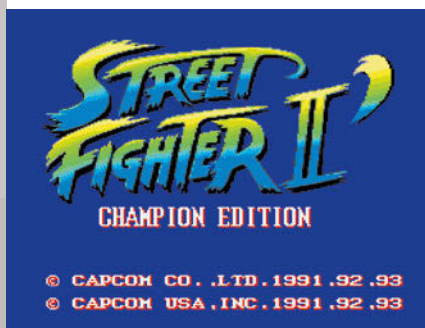 STREET
FIGHTER II'
CHAMPION EDITION
© CAPCOM CO.,LTD.1991,92,93
© CAPCOM USA,INC.1991,92,93